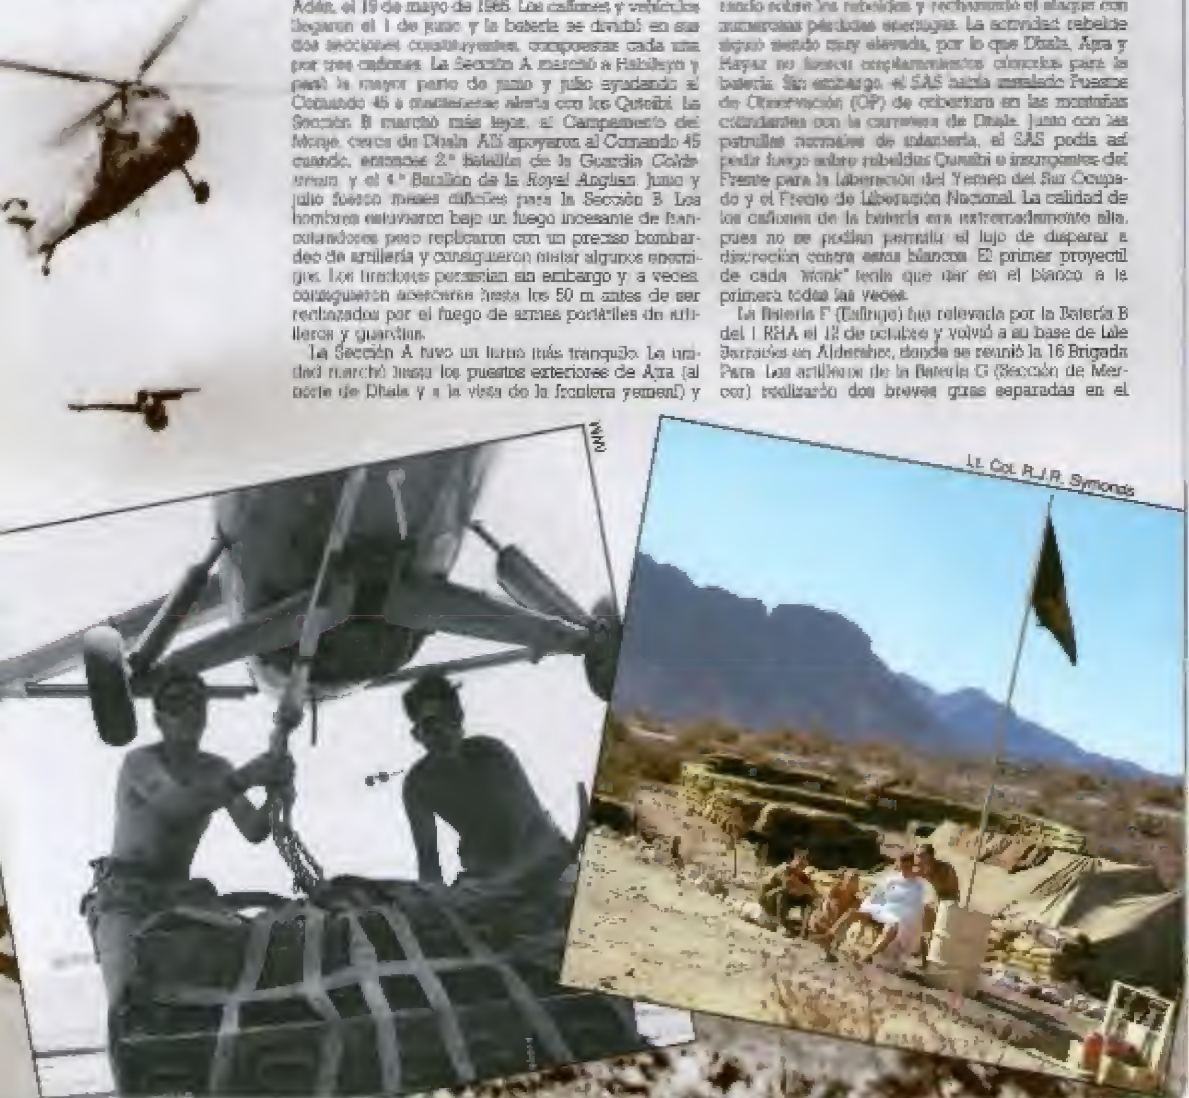 Adén, el 19 de mayo de 1966. Los cañones y vehículos
llegaron el 1 de junio y la batería se dividió en sus
dos secciones constituyentes, compuestas cada una
por tres cañones. La Sección A marchó a Habilayn y
pasó la mayor parte de junio y julio ayudando al
Comando 45 a mantenerse alerta con los Quteibi. La
Sección B marchó más lejos, al Campamento del
Monje, cerca de Dhala. Allí apoyaron al Comando 45
cuando, entonces 2.º Batallón de la Guardia Colds-
tream y el 4.º Batallón de la Royal Anglian. Junio y
julio fueron meses difíciles para la Sección B. Los
hombres estuvieron bajo un fuego incesante de fran-
cotiradores pero replicaron con un preciso bombar-
deo de artillería y consiguieron matar algunos enemi-
gos. Los tiradores persistían sin embargo y, a veces,
consiguieron acercarse hasta los 50 m antes de ser
rechazados por el fuego de armas portátiles de arti-
lleros y guardias.
La Sección A tuvo un turno más tranquilo. La uni-
dad marchó hasta los puestos exteriores de Ajra (al
norte de Dhala y a la vista de la frontera yemení) y
rando sobre los rebeldes y rechazando el ataque con
numerosas pérdidas enemigas. La actividad rebelde
siguió siendo muy elevada, por lo que Dhala, Ajra y
Hayaz no fueron emplazamientos cómodos para la
batería. Sin embargo, el SAS había instalado Puestos
de Observación (OP) de cobertura en las montañas
colindantes con la carretera de Dhala. Junto con las
patrullas normales de infantería, el SAS podía así
pedir fuego sobre rebeldes Quteibi e insurgentes del
Frente para la Liberación del Yemen del Sur Ocupa-
do y el Frente de Liberación Nacional. La calidad de
los cañones de la batería era extremadamente alta,
pues no se podían permitir el lujo de disparar a
discreción contra estos blancos. El primer proyectil
de cada "stonk" tenía que dar en el blanco a la
primera todas las veces.
La Batería F (Esfinge) fue relevada por la Batería B
del 1 RHA el 12 de octubre y volvió a su base de Lille
Barracks en Aldershot, donde se reunió la 16 Brigada
Para. Los artilleros de la Batería G (Sección de Mer-
cer) realizarón dos breves giras separadas en el
IWM
Lt. Col. R.J.R. Symonds